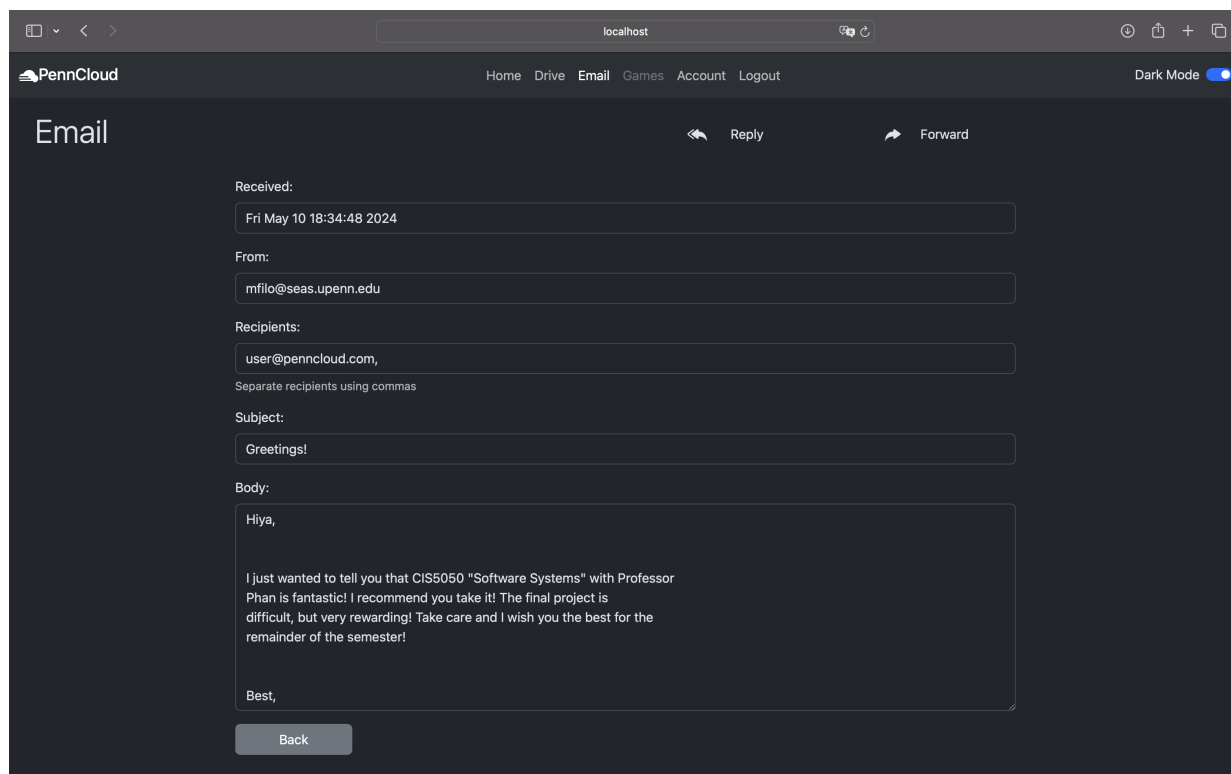 localhost
PennCloud
Home Drive Email Games Account Logout
Dark Mode
Email
Reply
Forward
Received:
Fri May 10 18:34:48 2024
From:
mfilo@seas.upenn.edu
Recipients:
user@penncloud.com,
Separate recipients using commas
Subject:
Greetings!
Body:
Hiya,
I just wanted to tell you that CIS5050 "Software Systems" with Professor
Phan is fantastic! I recommend you take it! The final project is
difficult, but very rewarding! Take care and I wish you the best for the
remainder of the semester!
Best,
Back